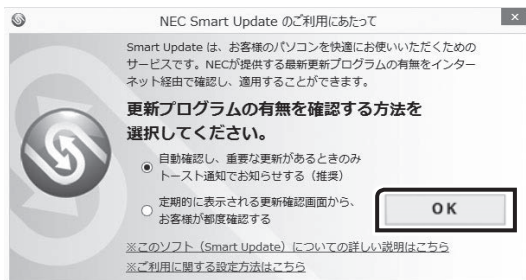 NEC Smart Update のご利用にあたって
Smart Update は、お客様のパソコンを快適にお使いいただくための
サービスです。NECが提供する最新更新プログラムの有無をインター
ネット経由で確認し、適用することができます。
更新プログラムの有無を確認する方法を
選択してください。
自動確認し、重要な更新があるときのみ
トースト通知でお知らせする（推奨）
定期的に表示される更新確認画面から、
お客様が都度確認する
OK
※このソフト（Smart Update）についての詳しい説明はこちら
※ご利用に関する設定方法はこちら